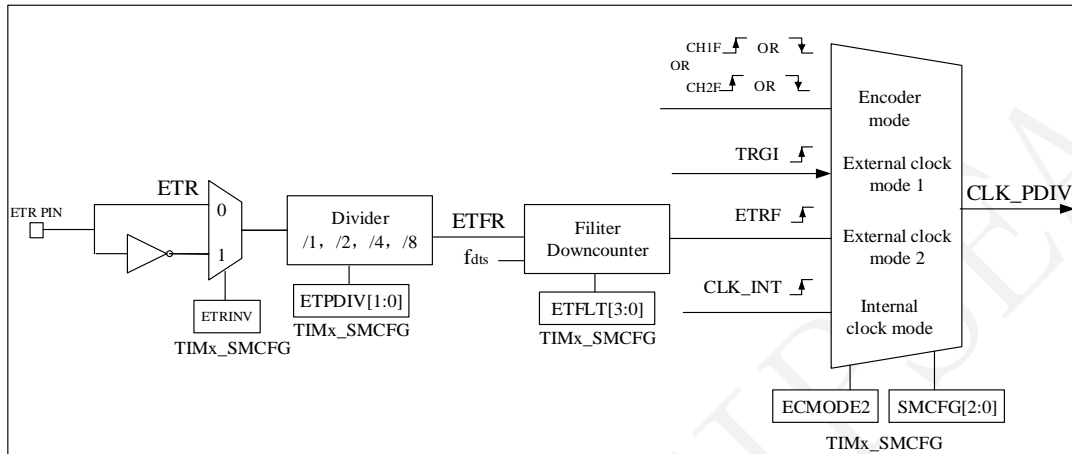 CH1F OR
OR
CH2F OR
Encoder
mode
TRGI
External clock
mode 1
ETR PIN
ETR
0
1
ETRINV
TIMx_SMCFG
Divider
/1, /2, /4, /8
ETPDIV[1:0]
TIMx_SMCFG
ETFR
fdts
Filiter
Downcounter
ETFLT[3:0]
TIMx_SMCFG
ETRF
External clock
mode 2
CLK_INT
Internal
clock mode
CLK_PDIV
ECMODE2
SMCFG[2:0]
TIMx_SMCFG